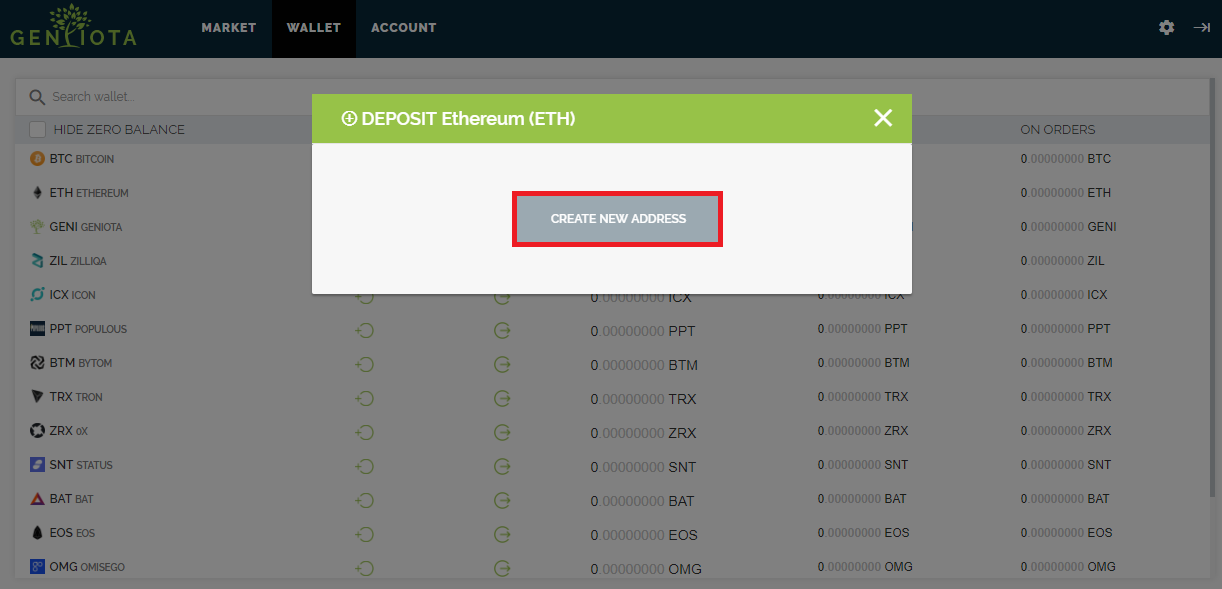 GENIOTA MARKET WALLET ACCOUNT
Search wallet..
DEPOSIT Ethereum (ETH)
HIDE ZERO BALANCE ON ORDERS
CREATE NEW ADDRESS
BTC BITCOIN 0.00000000 BTC
ETH ETHEREUM 0.00000000 ETH
GENI GENIOTA 0.00000000 GENI
ZIL ZILLIQA 0.00000000 ZIL
ICX ICON 0.00000000 ICX 0.00000000 ICX 0.00000000 ICX
PPT POPULOUS 0.00000000 PPT 0.00000000 PPT 0.00000000 PPT
BTM BYTOM 0.00000000 BTM 0.00000000 BTM 0.00000000 BTM
TRX TRON 0.00000000 TRX 0.00000000 TRX 0.00000000 TRX
ZRX 0X 0.00000000 ZRX 0.00000000 ZRX 0.00000000 ZRX
SNT STATUS 0.00000000 SNT 0.00000000 SNT 0.00000000 SNT
BAT BAT 0.00000000 BAT 0.00000000 BAT 0.00000000 BAT
EOS EOS 0.00000000 EOS 0.00000000 EOS 0.00000000 EOS
OMG OMISEGO 0.00000000 OMG 0.00000000 OMG 0.00000000 OMG